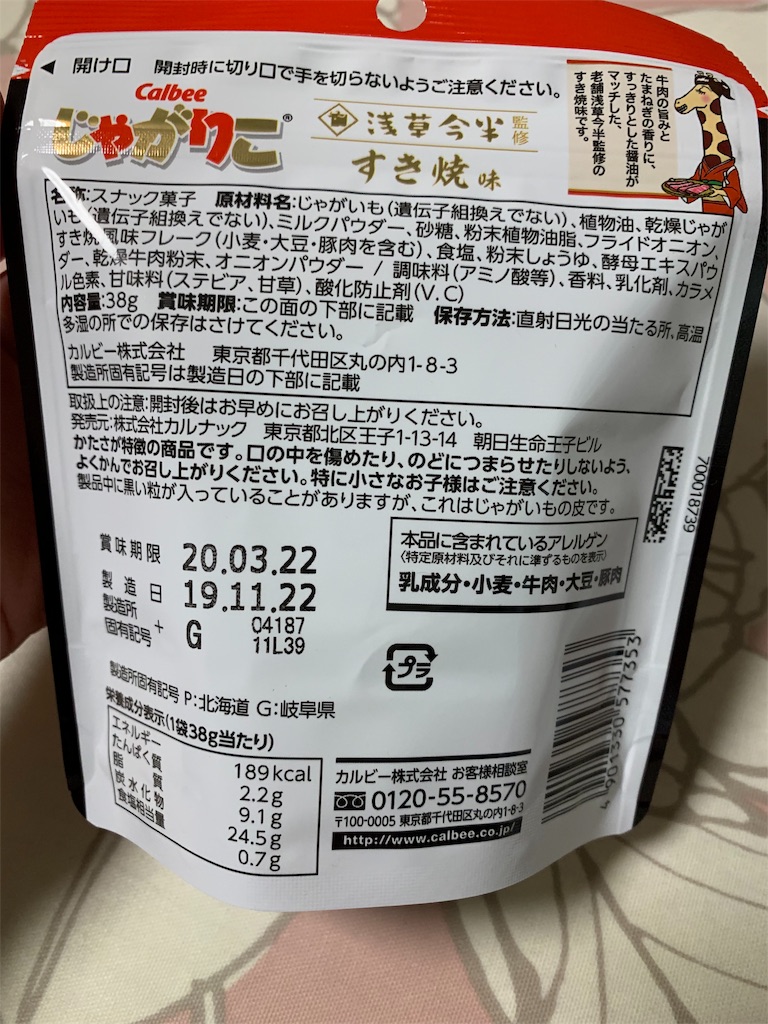 ◀ 開け口 開封時に切り口で手を切らないようご注意ください。
Calbee
じゃがりこ®
浅草今半 監修
すき焼味
牛肉の旨みと
たまねぎの香りに、
すっきりとした醤油が
マッチした、
老舗浅草今半監修の
すき焼味です。
名称:スナック菓子 原材料名:じゃがいも(遺伝子組換えでない)、植物油、乾燥じゃが
いも(遺伝子組換えでない)、ミルクパウダー、砂糖、粉末植物油脂、フライドオニオン、
すき焼風味フレーク(小麦・大豆・豚肉を含む)、食塩、粉末しょうゆ、酵母エキスパウ
ダー、乾燥牛肉粉末、オニオンパウダー / 調味料(アミノ酸等)、香料、乳化剤、カラメ
ル色素、甘味料(ステビア、甘草)、酸化防止剤(V.C)
内容量:38g 賞味期限:この面の下部に記載 保存方法:直射日光の当たる所、高温
多湿の所での保存はさけてください。
カルビー株式会社 東京都千代田区丸の内1-8-3
製造所固有記号は製造日の下部に記載
取扱上の注意:開封後はお早めにお召し上がりください。
発売元:株式会社カルナック 東京都北区王子1-13-14 朝日生命王子ビル
かたさが特徴の商品です。口の中を傷めたり、のどにつまらせたりしないよう、
よくかんでお召し上がりください。特に小さなお子様はご注意ください。
製品中に黒い粒が入っていることがありますが、これはじゃがいもの皮です。
700018739
賞味期限 20.03.22
製造日 19.11.22
+
製造所固有記号 G 04187
11L39
本品に含まれているアレルゲン
〈特定原材料及びそれに準ずるものを表示〉
乳成分・小麦・牛肉・大豆・豚肉
プラ
製造所固有記号 P:北海道 G:岐阜県
栄養成分表示(1袋38g当たり)
エネルギー 189kcal
たんぱく質 2.2g
脂質 9.1g
炭水化物 24.5g
食塩相当量 0.7g
カルビー株式会社 お客様相談室
0120-55-8570
〒100-0005 東京都千代田区丸の内1-8-3
http://www.calbee.co.jp/
4 901330 577353